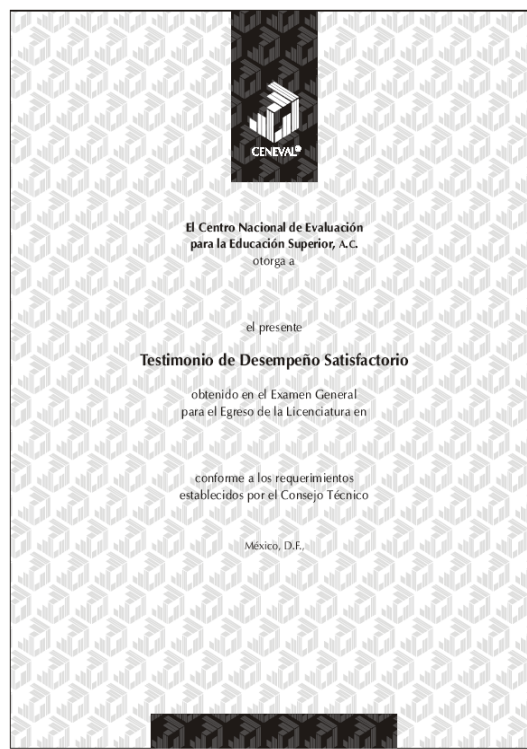 CENEVAL®
El Centro Nacional de Evaluación
para la Educación Superior, A.C.
otorga a
el presente
Testimonio de Desempeño Satisfactorio
obtenido en el Examen General
para el Egreso de la Licenciatura en
conforme a los requerimientos
establecidos por el Consejo Técnico
México, D.F.,